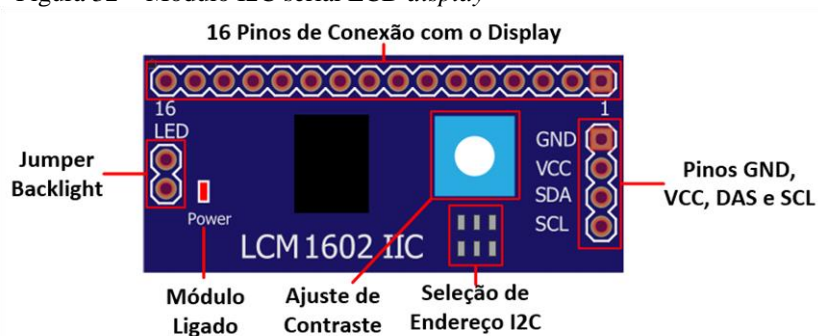 Figura 32 – Módulo I2C serial LCD display
16 Pinos de Conexão com o Display
16
1
LED
GND
VCC
SDA
SCL
Jumper
Backlight
Pinos GND,
VCC, DAS e SCL
Power
LCM 1602 IIC
Módulo
Ligado
Ajuste de
Contraste
Seleção de
Endereço I2C